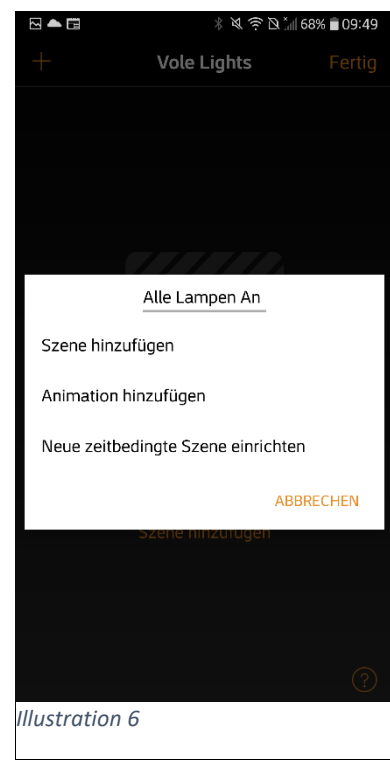 68% 09:49
Vole Lights Fertig
Alle Lampen An
Szene hinzufügen
Animation hinzufügen
Neue zeitbedingte Szene einrichten
ABBRECHEN
Szene hinzufügen
?
Illustration 6